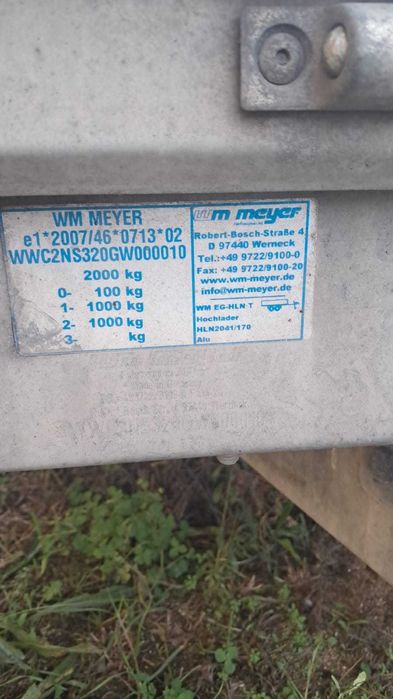 WM MEYER
e1*2007/46*0713*02
WWC2NS320GW060010
2000 kg
0- 100 kg
1- 1000 kg
2- 1000 kg
3- kg
wm meyer
Robert-Bosch-Straße 4
D 97440 Werneck
Tel.:+49 9722/9100-0
Fax: +49 9722/9100-20
www.wm-meyer.de
info@wm-meyer.de
WM EG-HLN T
Hochlader
HLN2041/170
Alu